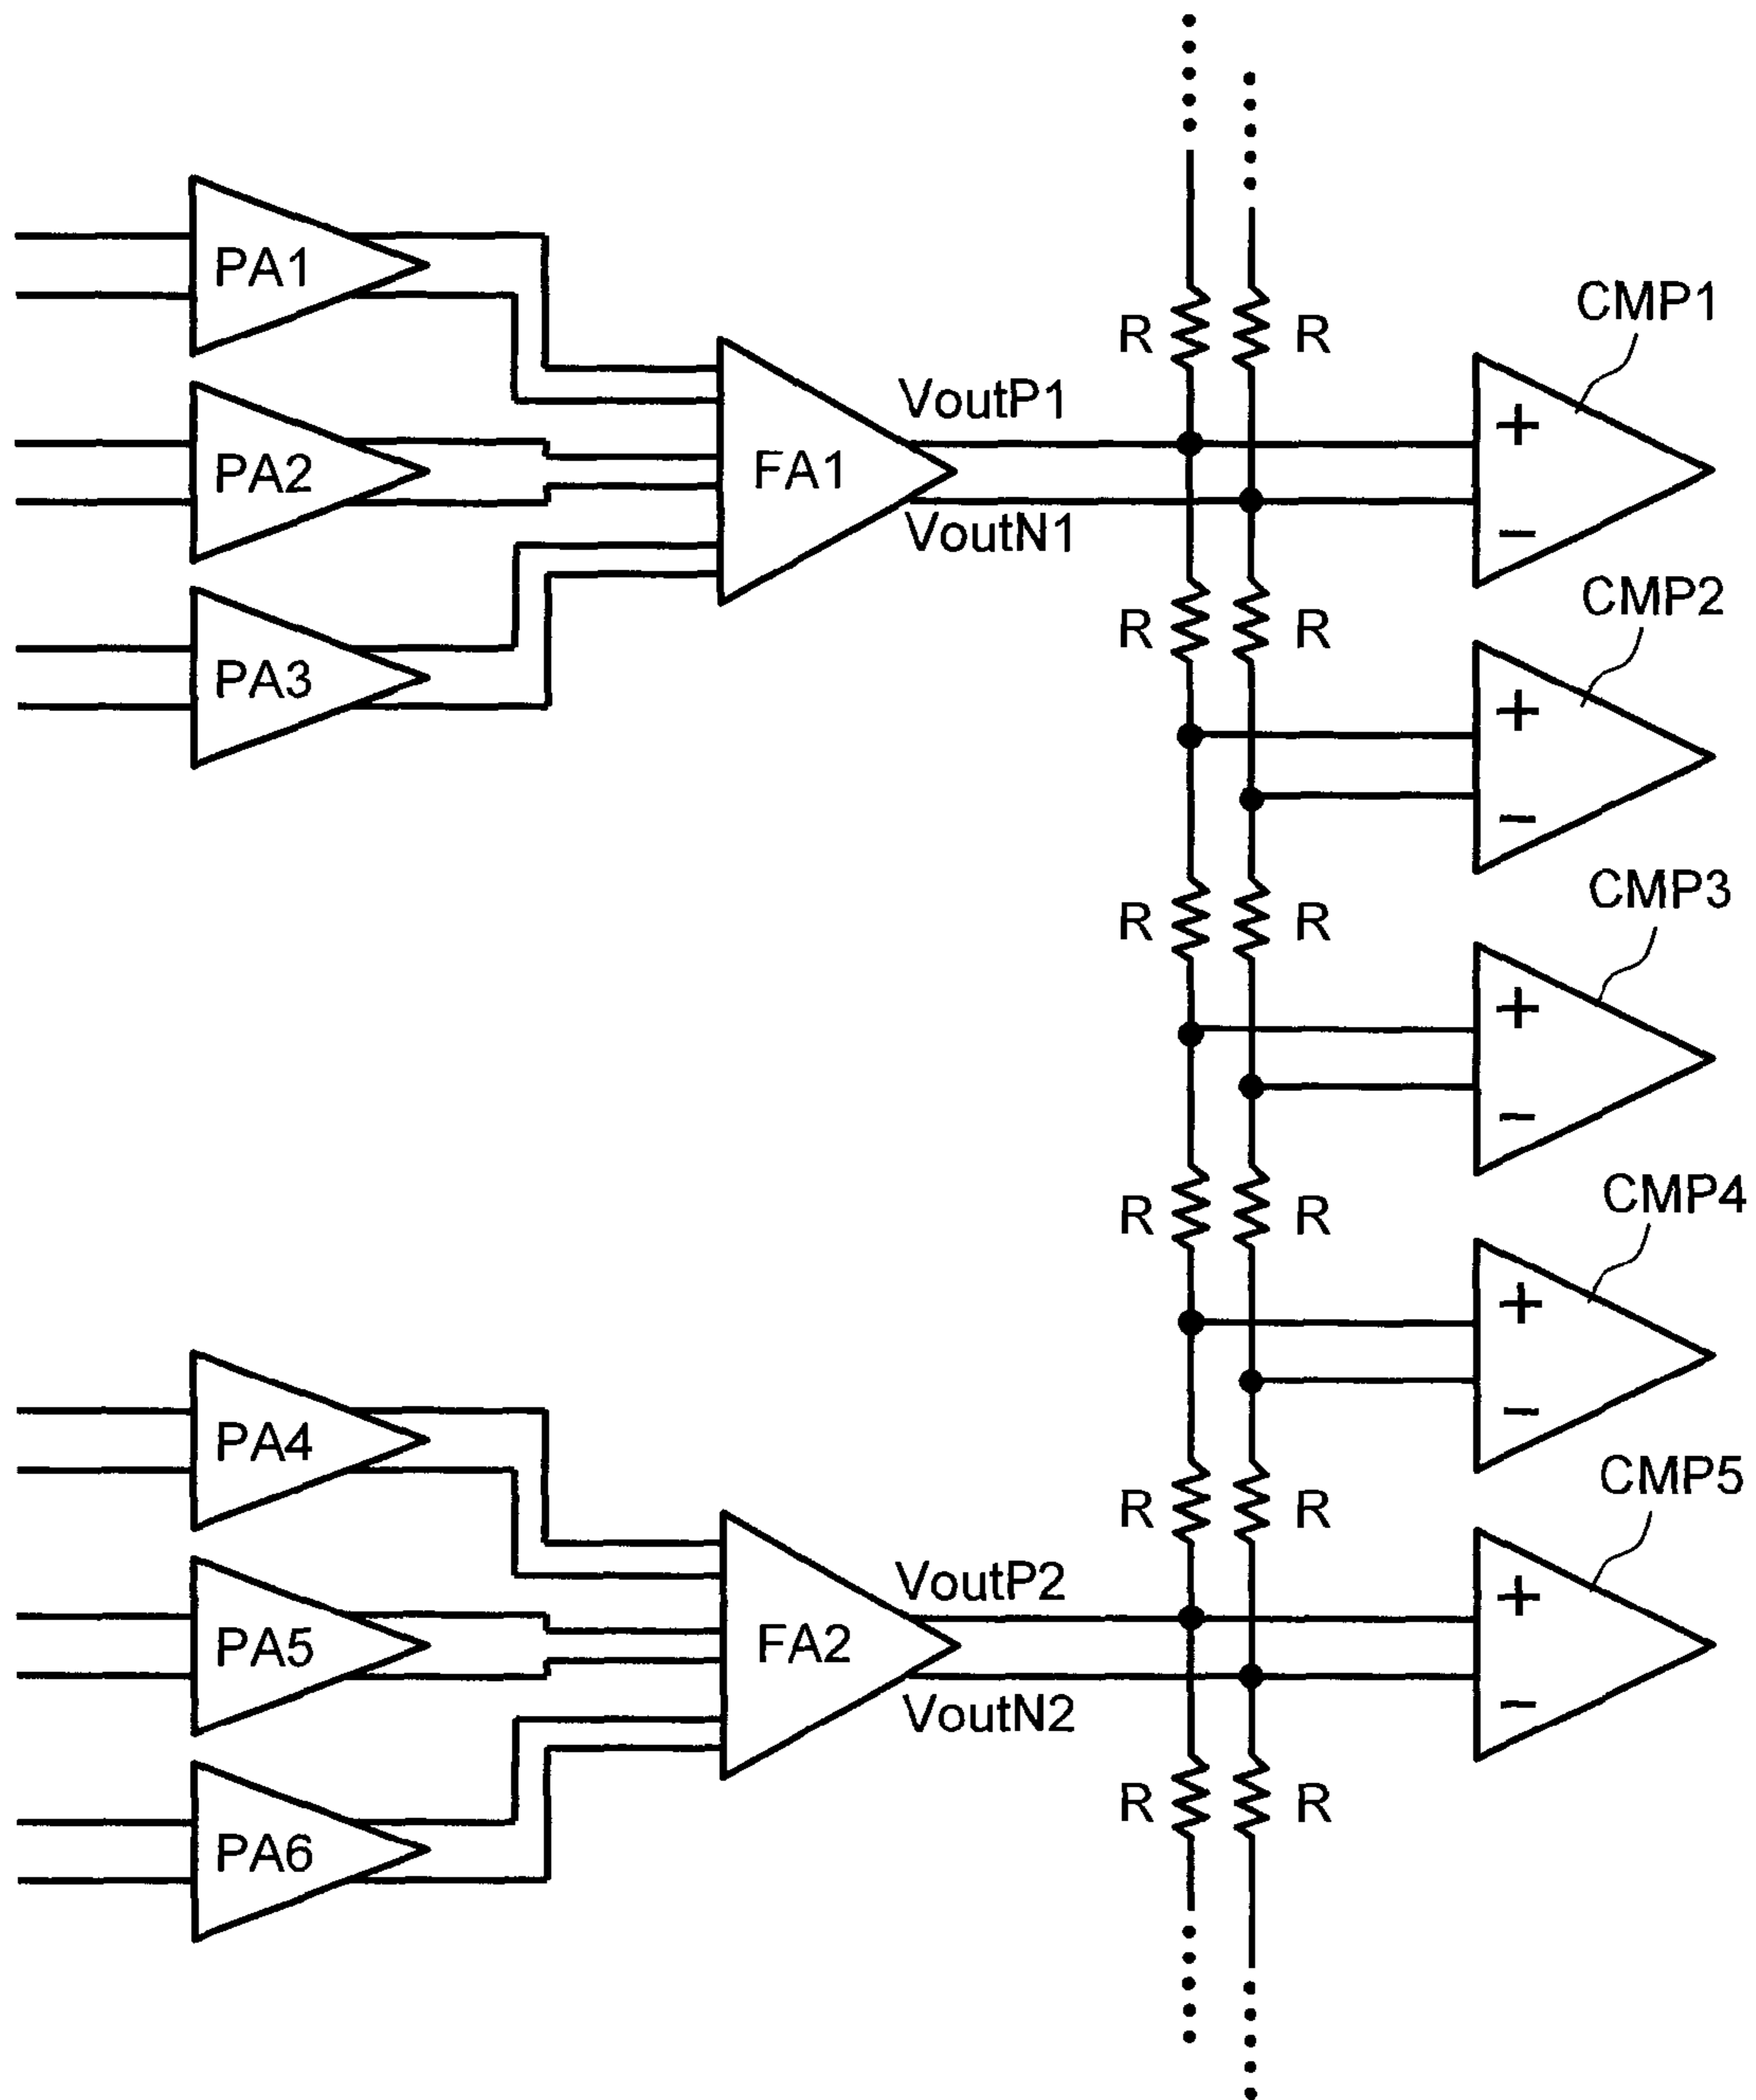 PA1
PA2
PA3
FA1
VoutP1
VoutN1
R R
CMP1
+
−
R R
CMP2
+
−
R R
CMP3
+
−
R R
CMP4
+
−
PA4
PA5
PA6
FA2
VoutP2
VoutN2
R R
CMP5
+
−
R R